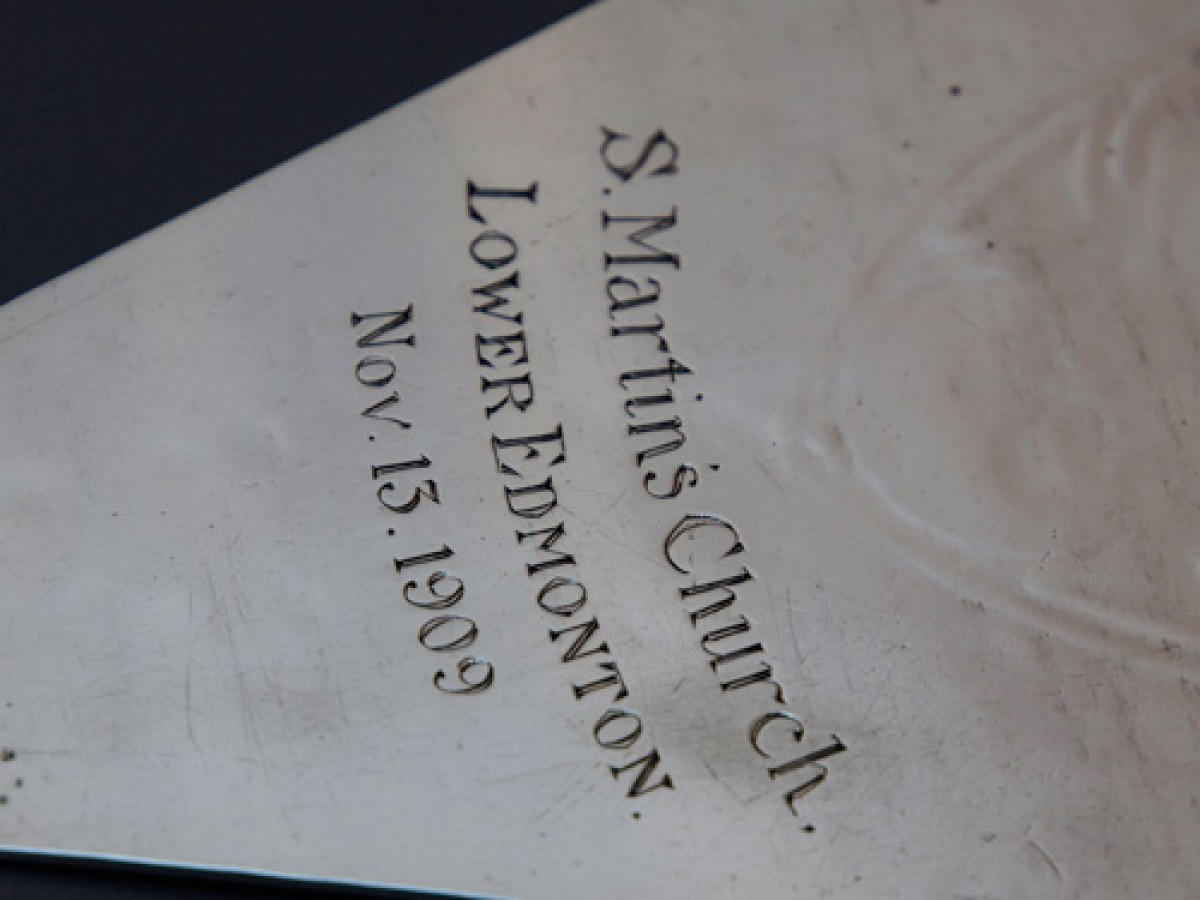 S. Martin's Church.
LOWER EDMONTON.
Nov. 13. 1909